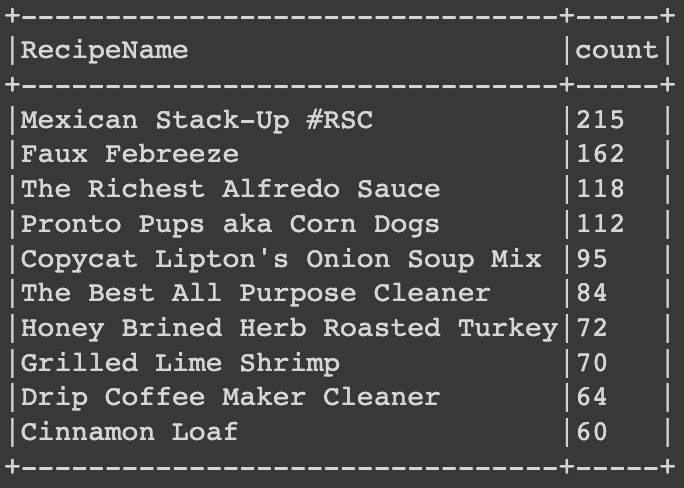 +--------------------------------+-----+
|RecipeName                      |count|
+--------------------------------+-----+
|Mexican Stack-Up #RSC           |215  |
|Faux Febreeze                   |162  |
|The Richest Alfredo Sauce       |118  |
|Pronto Pups aka Corn Dogs       |112  |
|Copycat Lipton's Onion Soup Mix |95   |
|The Best All Purpose Cleaner    |84   |
|Honey Brined Herb Roasted Turkey|72   |
|Grilled Lime Shrimp             |70   |
|Drip Coffee Maker Cleaner       |64   |
|Cinnamon Loaf                   |60   |
+--------------------------------+-----+